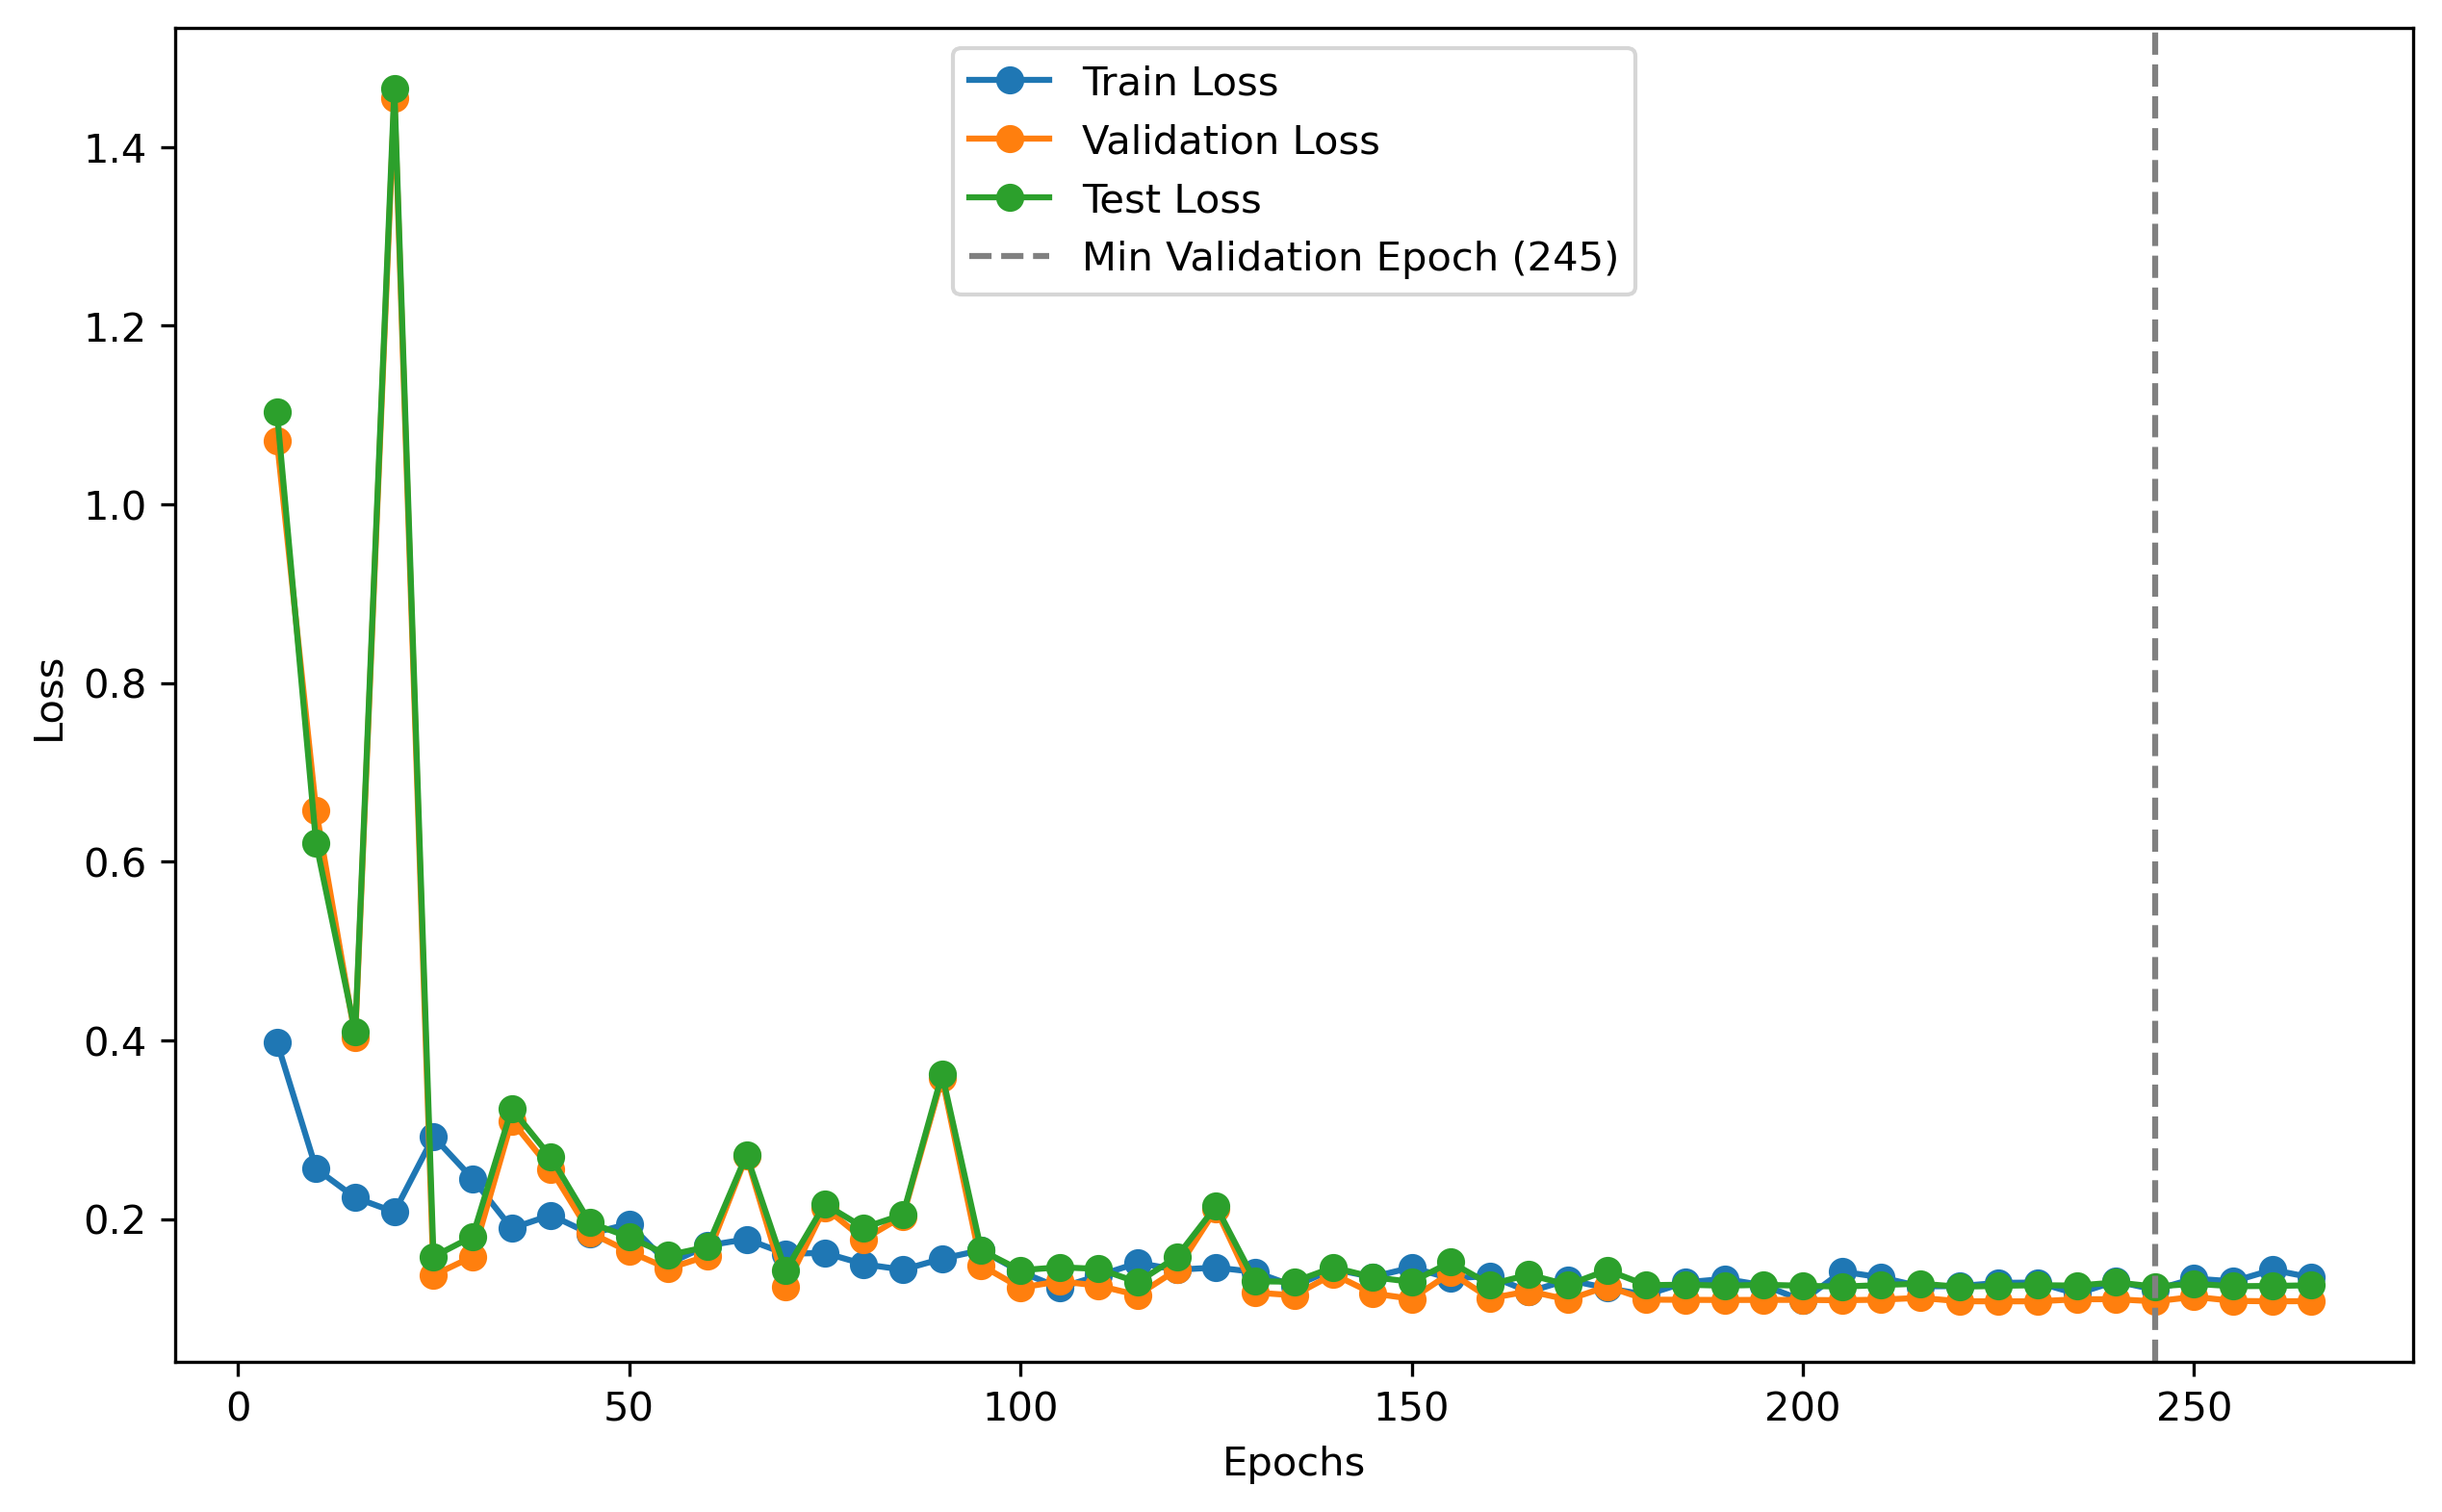 Train Loss
Validation Loss
Test Loss
Min Validation Epoch (245)
1.4
1.2
1.0
0.8
0.6
0.4
0.2
Loss
0 50 100 150 200 250
Epochs